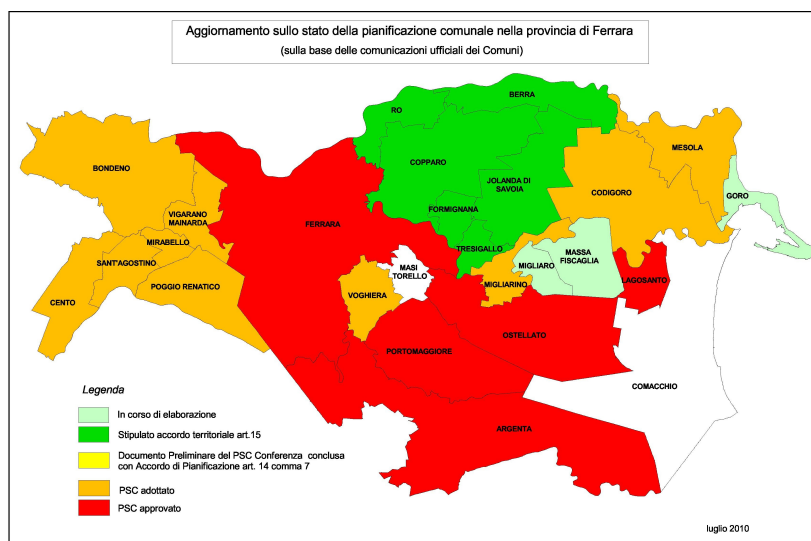 Aggiornamento sullo stato della pianificazione comunale nella provincia di Ferrara
(sulla base delle comunicazioni ufficiali dei Comuni)
RO
BERRA
BONDENO
COPPARO
MESOLA
JOLANDA DI
SAVOIA
CODIGORO
GORO
VIGARANO
MAINARDA
FORMIGNANA
FERRARA
MIRABELLO
TRESIGALLO
MASSA
FISCAGLIA
SANT'AGOSTINO
MASI
TORELLO
MIGLIARO
LAGOSANTO
POGGIO RENATICO
VOGHIERA
MIGLIARINO
CENTO
OSTELLATO
PORTOMAGGIORE
COMACCHIO
ARGENTA
Legenda
In corso di elaborazione
Stipulato accordo territoriale art.15
Documento Preliminare del PSC Conferenza conclusa
con Accordo di Pianificazione art. 14 comma 7
PSC adottato
PSC approvato
luglio 2010